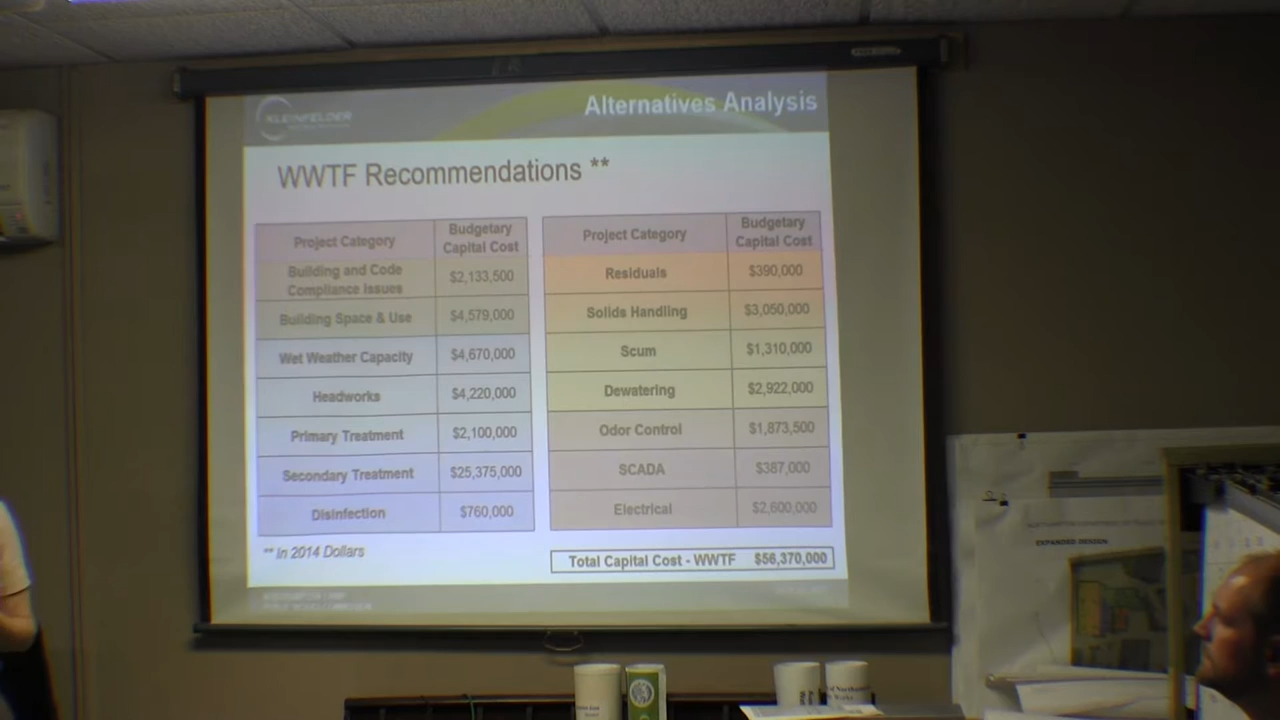 KLEINFELDER
Alternatives Analysis
WWTF Recommendations **
Project Category
Budgetary
Capital Cost
Building and Code
Compliance Issues
$2,133,500
Building Space & Use
$4,579,000
Wet Weather Capacity
$4,670,000
Headworks
$4,220,000
Primary Treatment
$2,100,000
Secondary Treatment
$25,375,000
Disinfection
$760,000
Project Category
Budgetary
Capital Cost
Residuals
$390,000
Solids Handling
$3,050,000
Scum
$1,310,000
Dewatering
$2,922,000
Odor Control
$1,873,500
SCADA
$387,000
Electrical
$2,600,000
** In 2014 Dollars
Total Capital Cost - WWTF $56,370,000
EXPANDED DESIGN